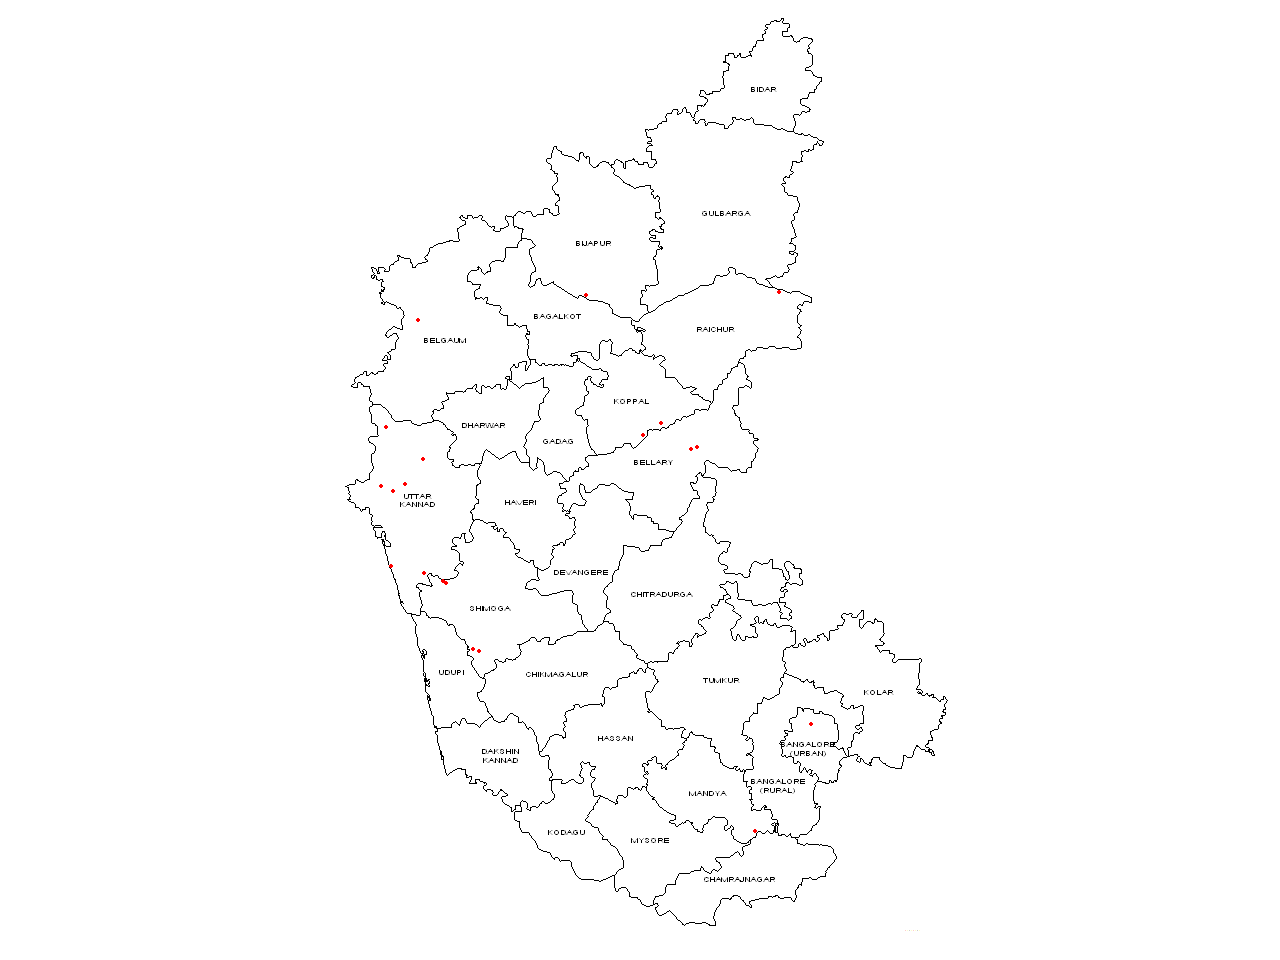 BIDAR
GULBARGA
BIJAPUR
BAGALKOT
RAICHUR
BELGAUM
KOPPAL
DHARWAR
GADAG
BELLARY
UTTAR
KANNAD
HAVERI
DEVANGERE
CHITRADURGA
SHIMOGA
UDUPI
CHIKMAGALUR
TUMKUR
KOLAR
HASSAN
DAKSHIN
KANNAD
BANGALORE
(URBAN)
BANGALORE
(RURAL)
MANDYA
KODAGU
MYSORE
CHAMRAJNAGAR